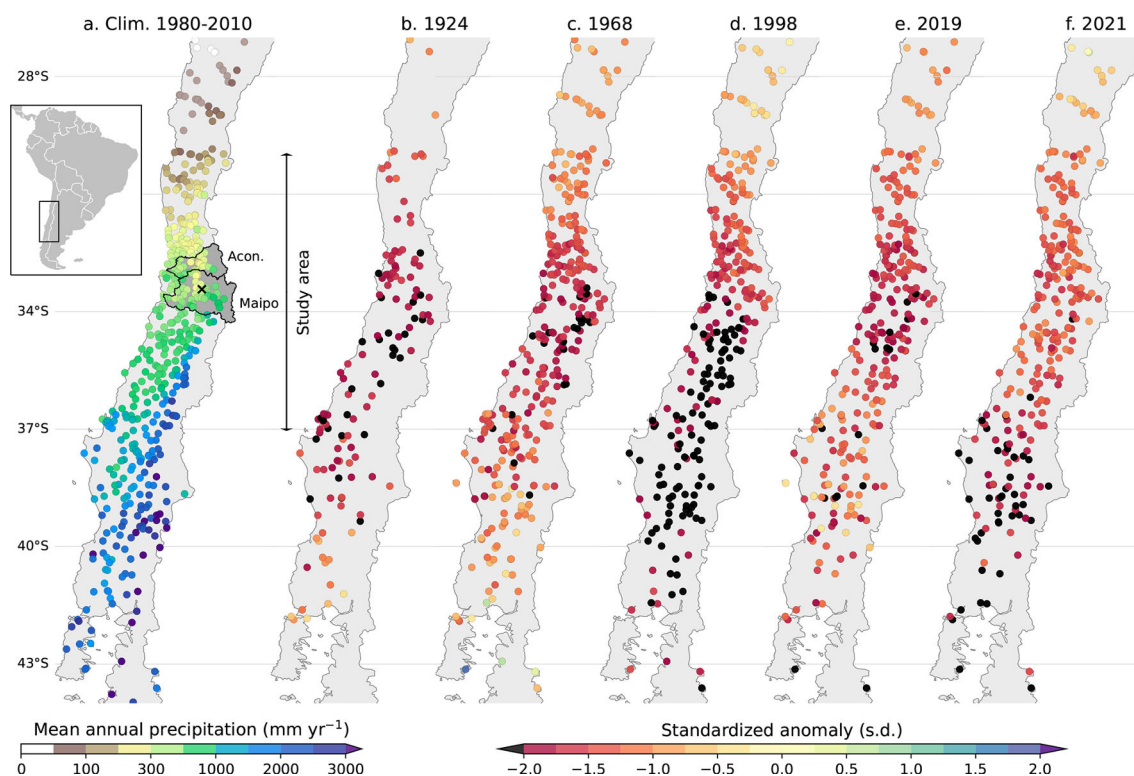 a. Clim. 1980-2010
b. 1924
c. 1968
d. 1998
e. 2019
f. 2021
28°S
34°S
37°S
40°S
43°S
Acon.
Maipo
Study area
Mean annual precipitation (mm yr⁻¹)
0 100 300 1000 2000 3000
Standardized anomaly (s.d.)
−2.0 −1.5 −1.0 −0.5 0.0 0.5 1.0 1.5 2.0